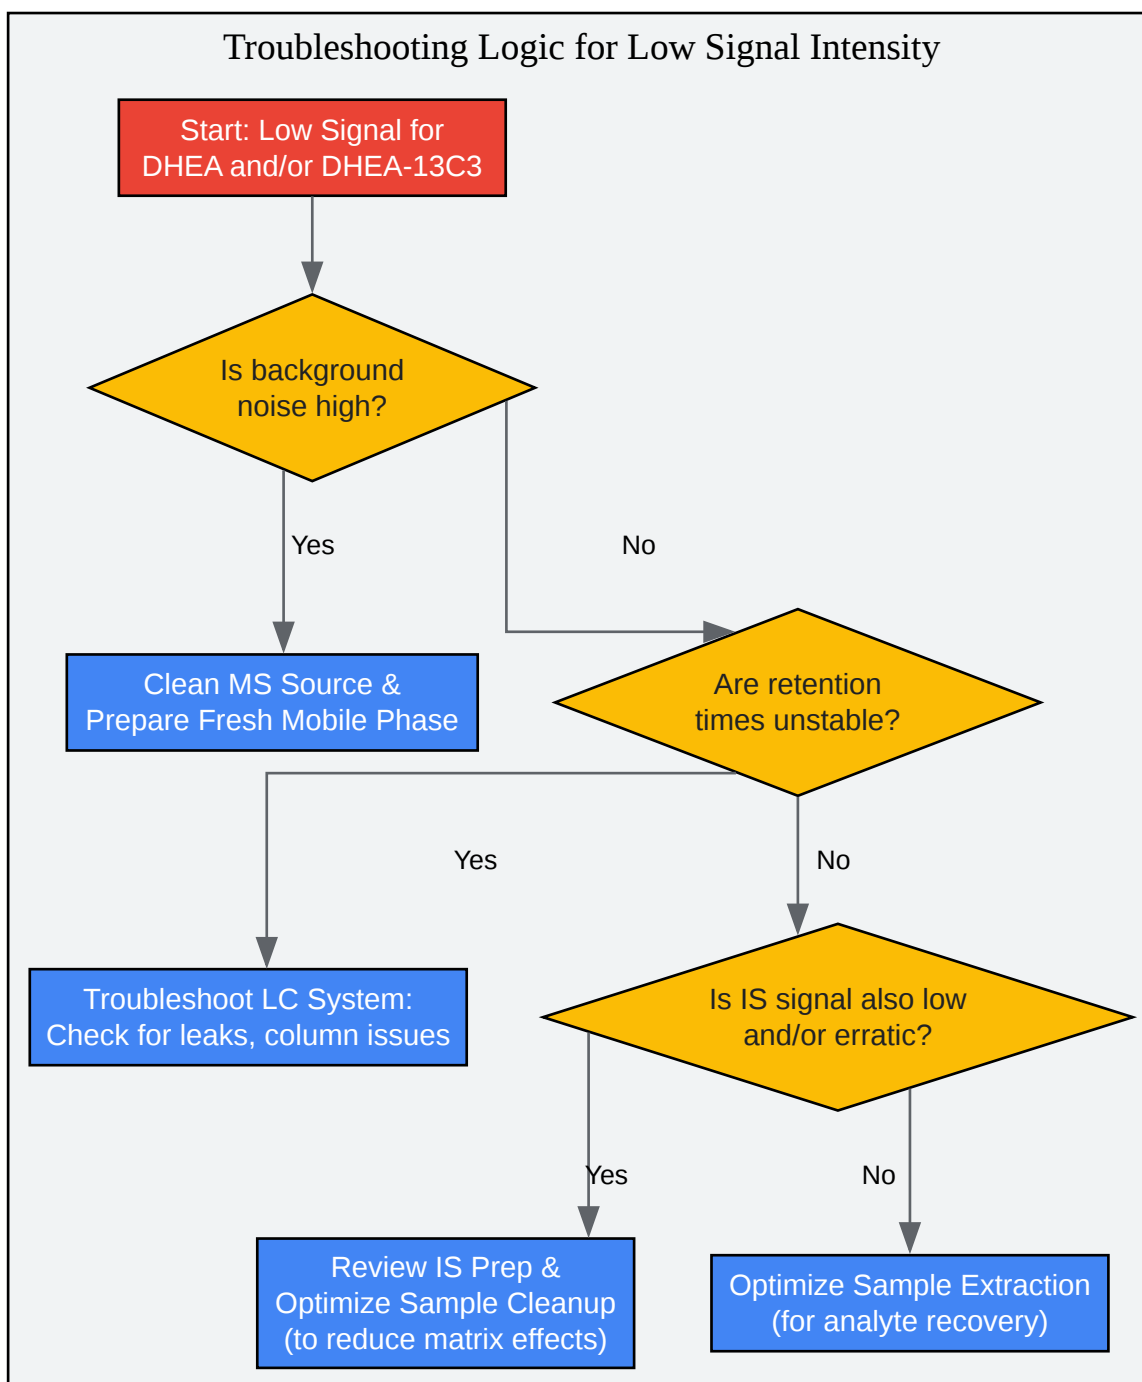 Troubleshooting Logic for Low Signal Intensity
Start: Low Signal for
DHEA and/or DHEA-13C3
Is background
noise high?
Yes
No
Clean MS Source &
Prepare Fresh Mobile Phase
Are retention
times unstable?
Yes
No
Troubleshoot LC System:
Check for leaks, column issues
Is IS signal also low
and/or erratic?
Yes
No
Review IS Prep &
Optimize Sample Cleanup
(to reduce matrix effects)
Optimize Sample Extraction
(for analyte recovery)